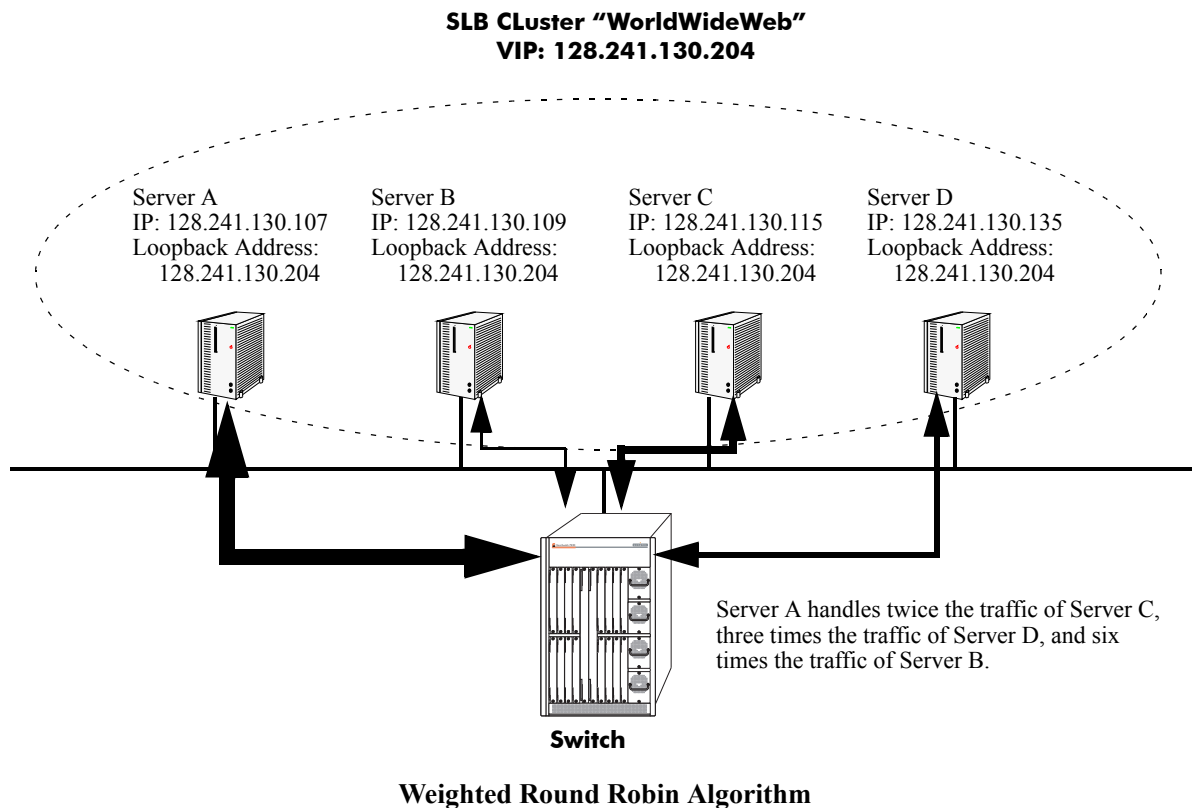 SLB CLuster “WorldWideWeb”
VIP: 128.241.130.204
Server A
IP: 128.241.130.107
Loopback Address:
128.241.130.204
Server B
IP: 128.241.130.109
Loopback Address:
128.241.130.204
Server C
IP: 128.241.130.115
Loopback Address:
128.241.130.204
Server D
IP: 128.241.130.135
Loopback Address:
128.241.130.204
Server A handles twice the traffic of Server C,
three times the traffic of Server D, and six
times the traffic of Server B.
Switch
Weighted Round Robin Algorithm